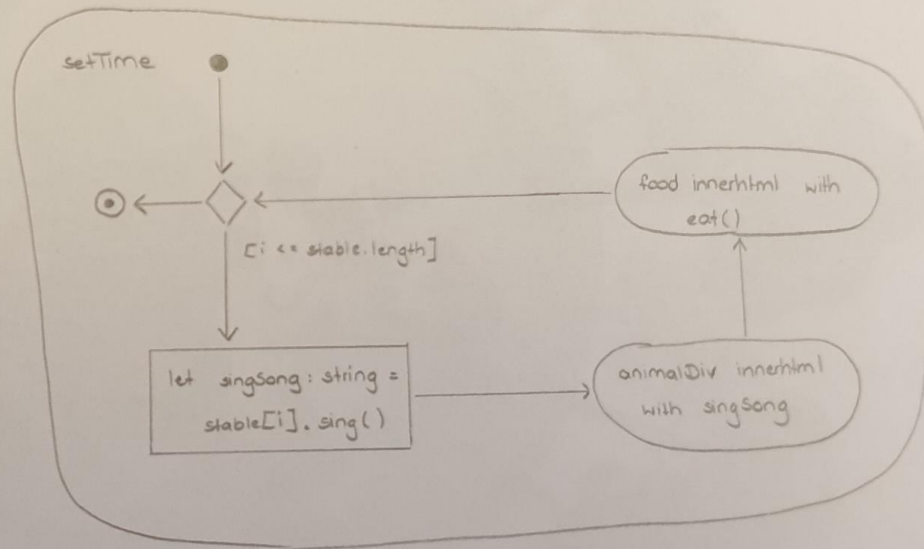 setTime
food innerhtml with
eat()
[i <= stable.length]
let singSong : string =
stable[i]. sing()
animalDiv innerhtml
with singSong